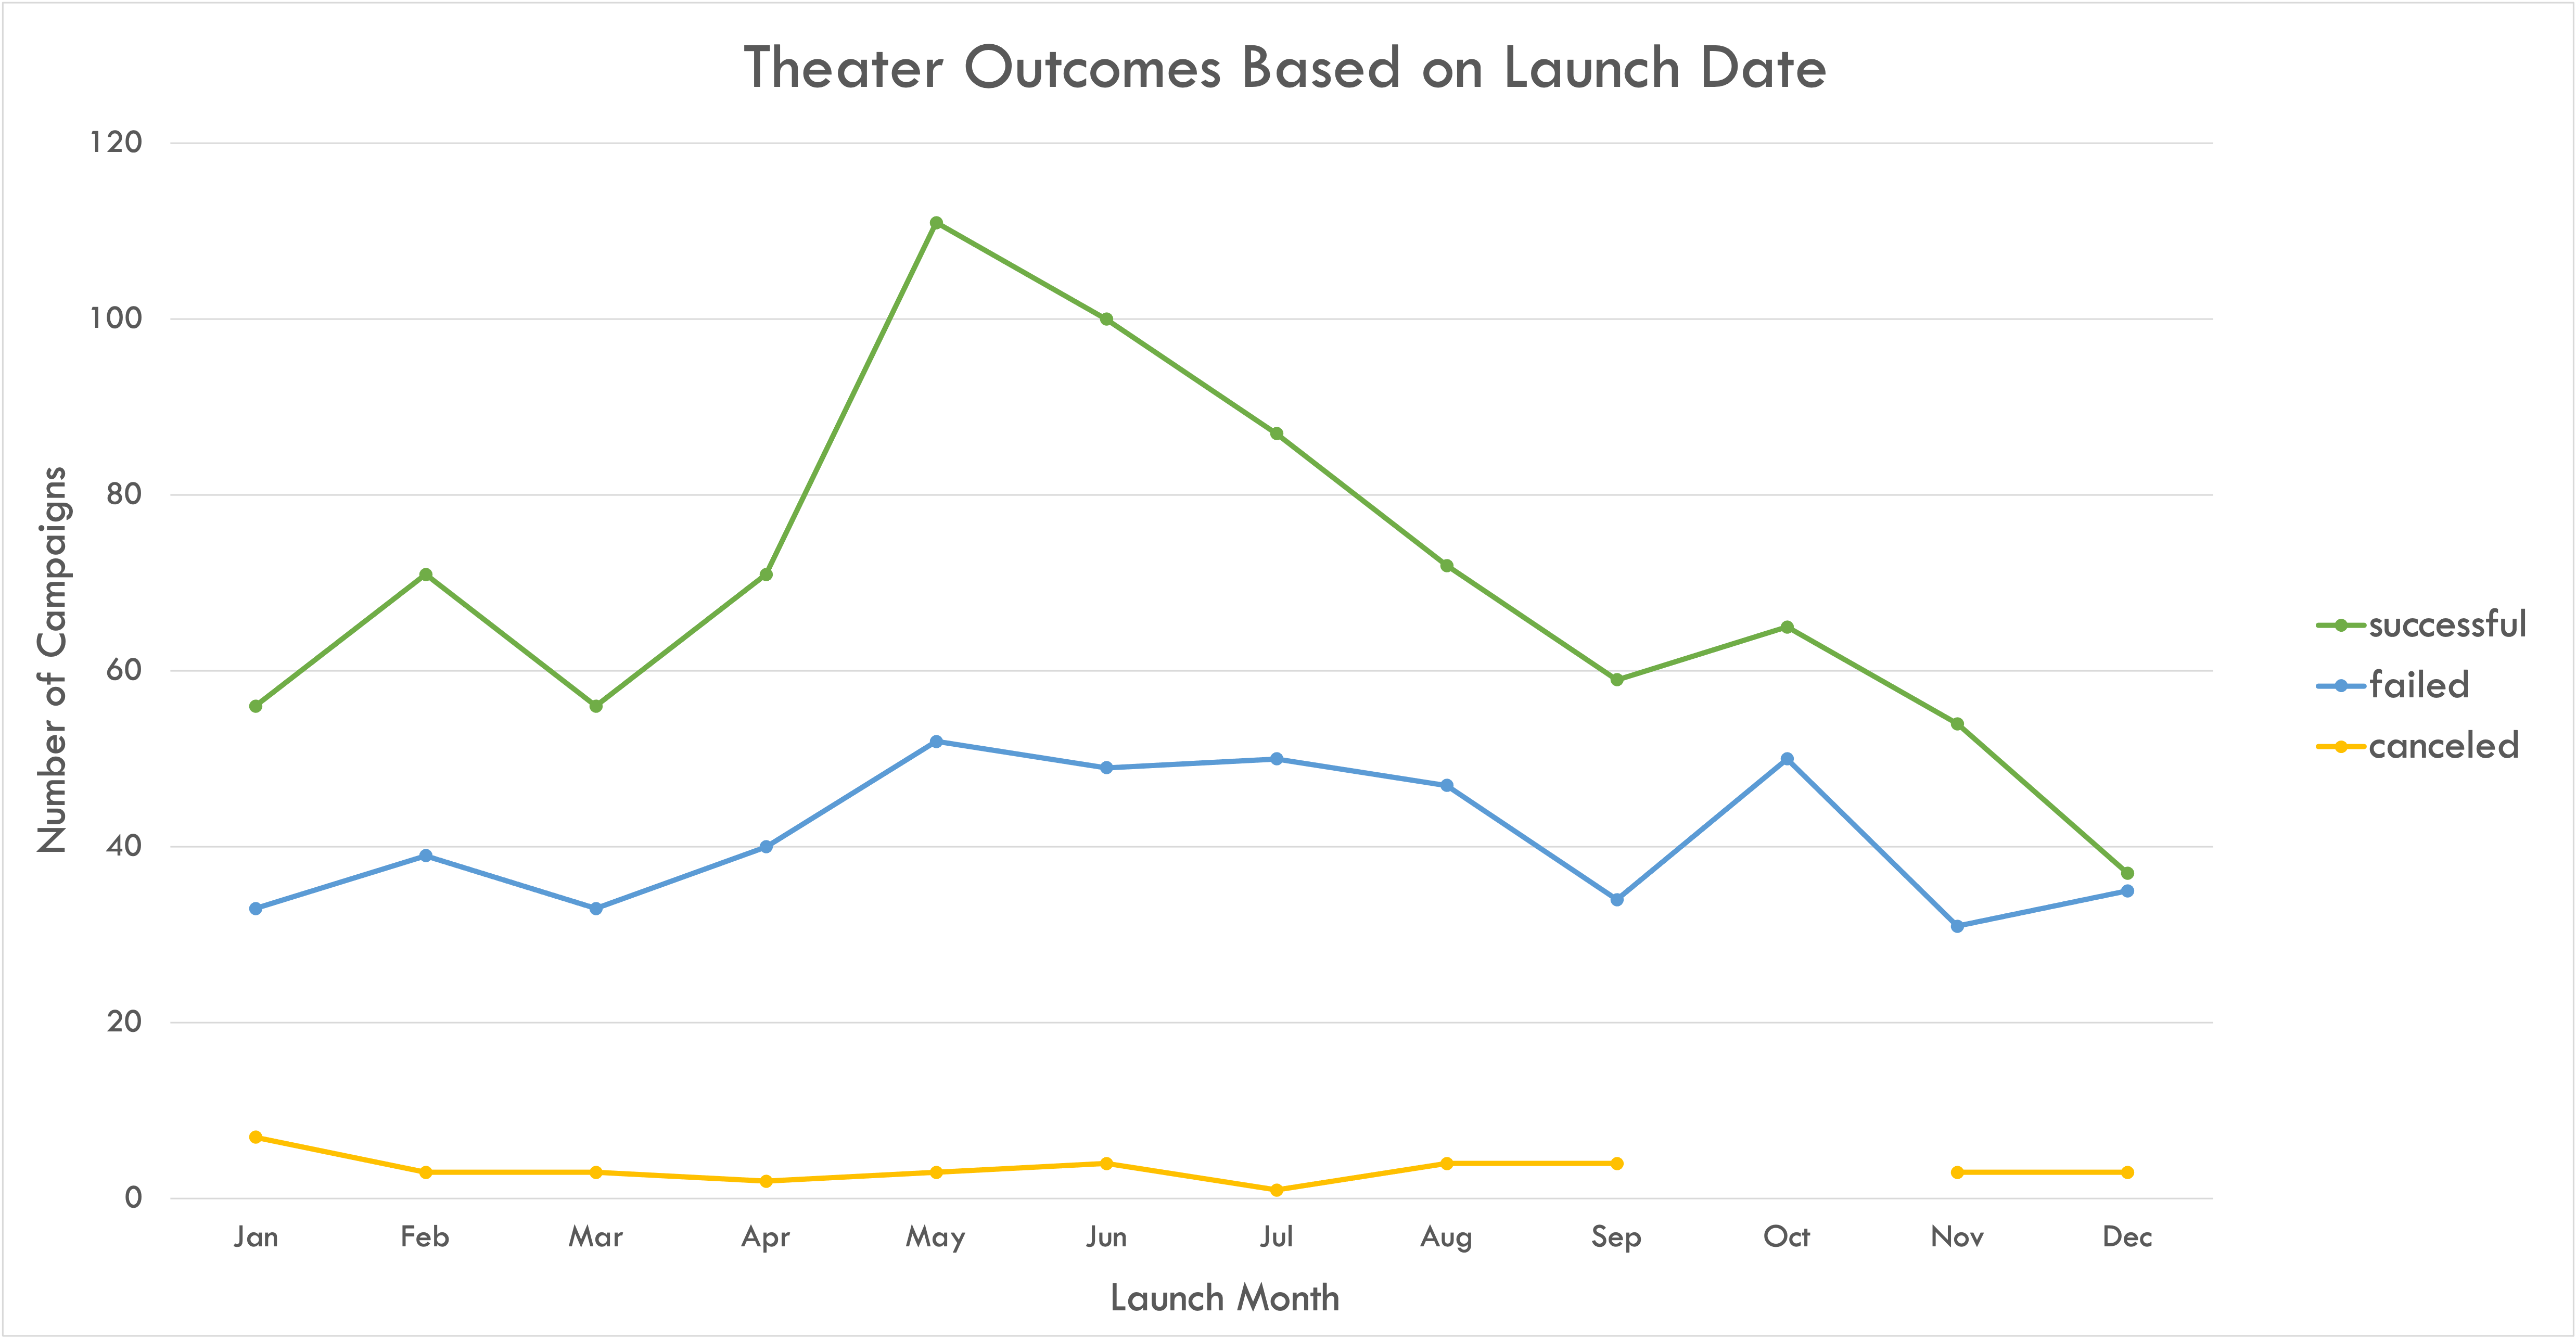 Theater Outcomes Based on Launch Date
120
100
80
60
40
20
0
Number of Campaigns
Jan Feb Mar Apr May Jun Jul Aug Sep Oct Nov Dec
Launch Month
successful
failed
canceled